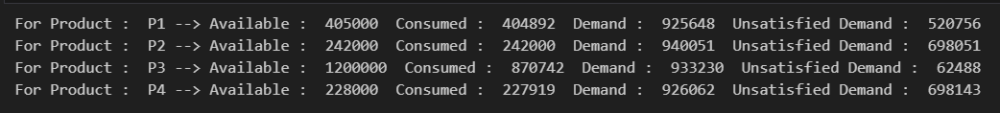 For Product :  P1 --> Available :  405000  Consumed :  404892  Demand :  925648  Unsatisfied Demand :  520756
For Product :  P2 --> Available :  242000  Consumed :  242000  Demand :  940051  Unsatisfied Demand :  698051
For Product :  P3 --> Available :  1200000  Consumed :  870742  Demand :  933230  Unsatisfied Demand :  62488
For Product :  P4 --> Available :  228000  Consumed :  227919  Demand :  926062  Unsatisfied Demand :  698143